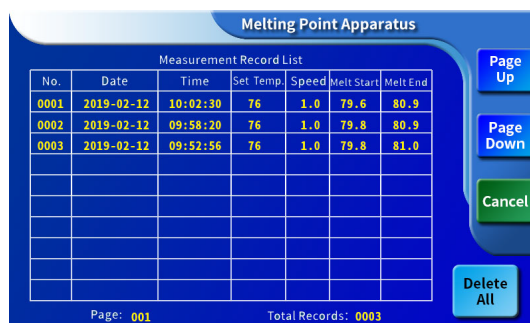 Melting Point Apparatus
Measurement Record List
No. Date Time Set Temp. Speed Melt Start Melt End
0001 2019-02-12 10:02:30 76 1.0 79.6 80.9
0002 2019-02-12 09:58:20 76 1.0 79.8 80.9
0003 2019-02-12 09:52:56 76 1.0 79.8 81.0
Page: 001 Total Records: 0003
Page
Up
Page
Down
Cancel
Delete
All